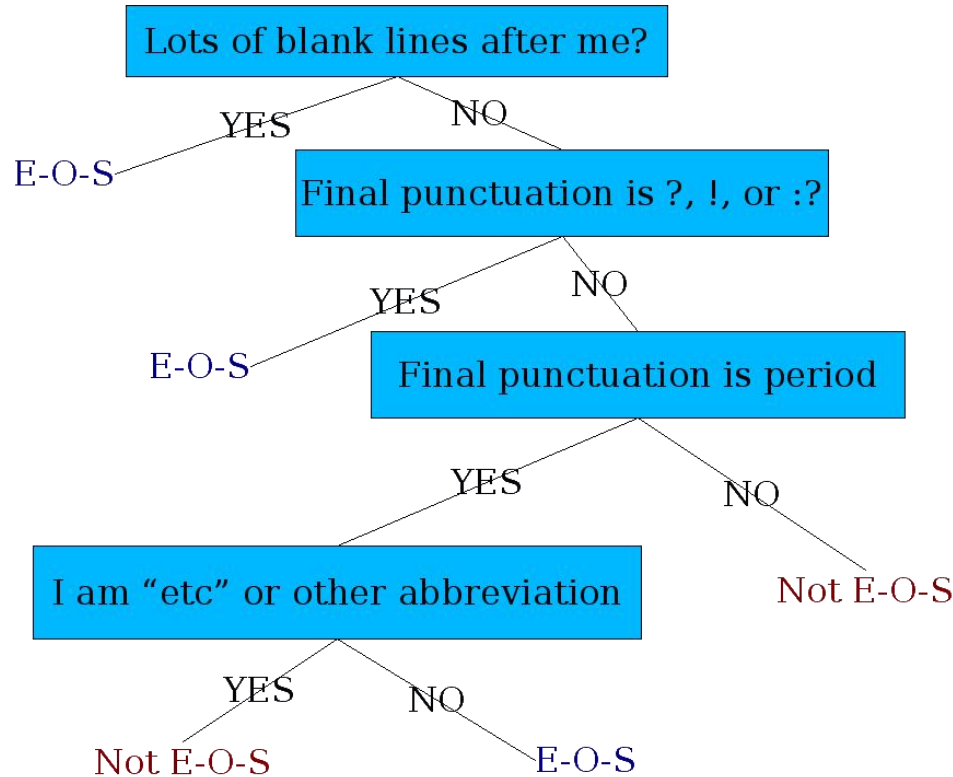 Lots of blank lines after me?
YES
NO
E-O-S
Final punctuation is ?, !, or :?
YES
NO
E-O-S
Final punctuation is period
YES
NO
I am “etc” or other abbreviation
Not E-O-S
YES
NO
Not E-O-S
E-O-S